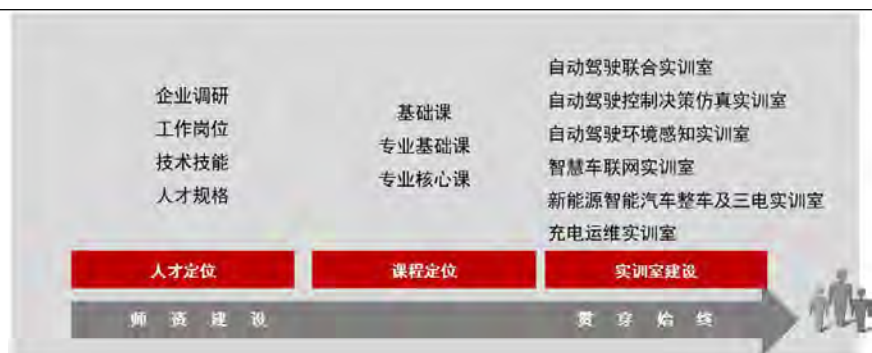 企业调研
工作岗位
技术技能
人才规格
基础课
专业基础课
专业核心课
自动驾驶联合实训室
自动驾驶控制决策仿真实训室
自动驾驶环境感知实训室
智慧车联网实训室
新能源智能汽车整车及三电实训室
充电运维实训室
人才定位
课程定位
实训室建设
师资建设
贯穿始终